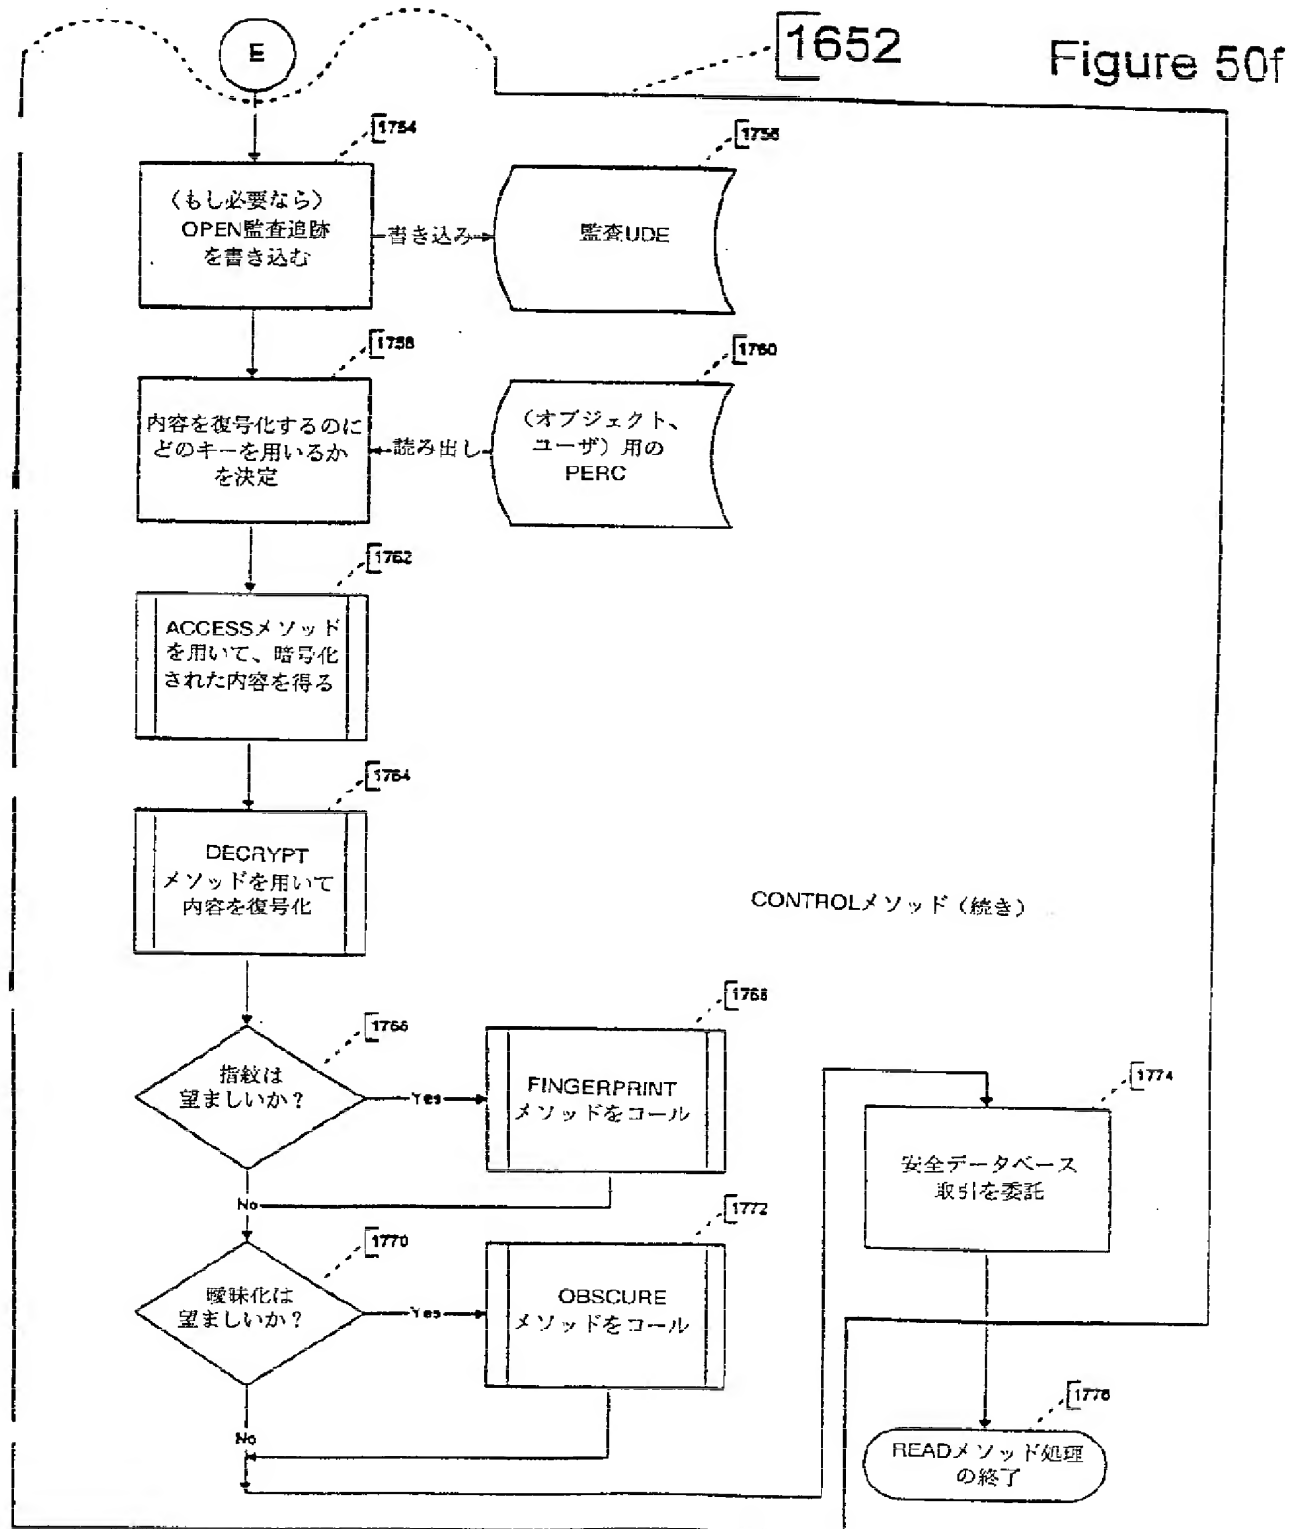 E
1652
Figure 50f
1754
(もし必要なら)
OPEN監査追跡
を書き込む
書き込み
1756
監査UDE
1758
内容を復号化するのに
どのキーを用いるか
を決定
読み出し
1760
(オブジェクト、
ユーザ)用の
PERC
1762
ACCESSメソッド
を用いて、暗号化
された内容を得る
1764
DECRYPT
メソッドを用いて
内容を復号化
CONTROLメソッド(続き)
1766
指紋は
望ましいか?
Yes
1768
FINGERPRINT
メソッドをコール
No
1770
曖昧化は
望ましいか?
Yes
1772
OBSCURE
メソッドをコール
No
1774
安全データベース
取引を委託
1776
READメソッド処理
の終了